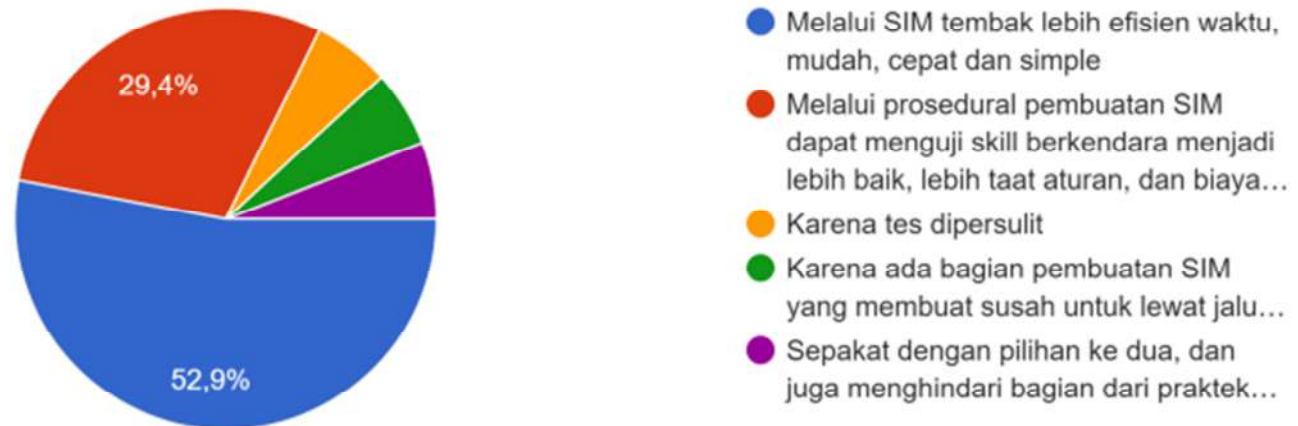 29,4%
52,9%
Melalui SIM tembak lebih efisien waktu,
mudah, cepat dan simple
Melalui prosedural pembuatan SIM
dapat menguji skill berkendara menjadi
lebih baik, lebih taat aturan, dan biaya…
Karena tes dipersulit
Karena ada bagian pembuatan SIM
yang membuat susah untuk lewat jalu…
Sepakat dengan pilihan ke dua, dan
juga menghindari bagian dari praktek…